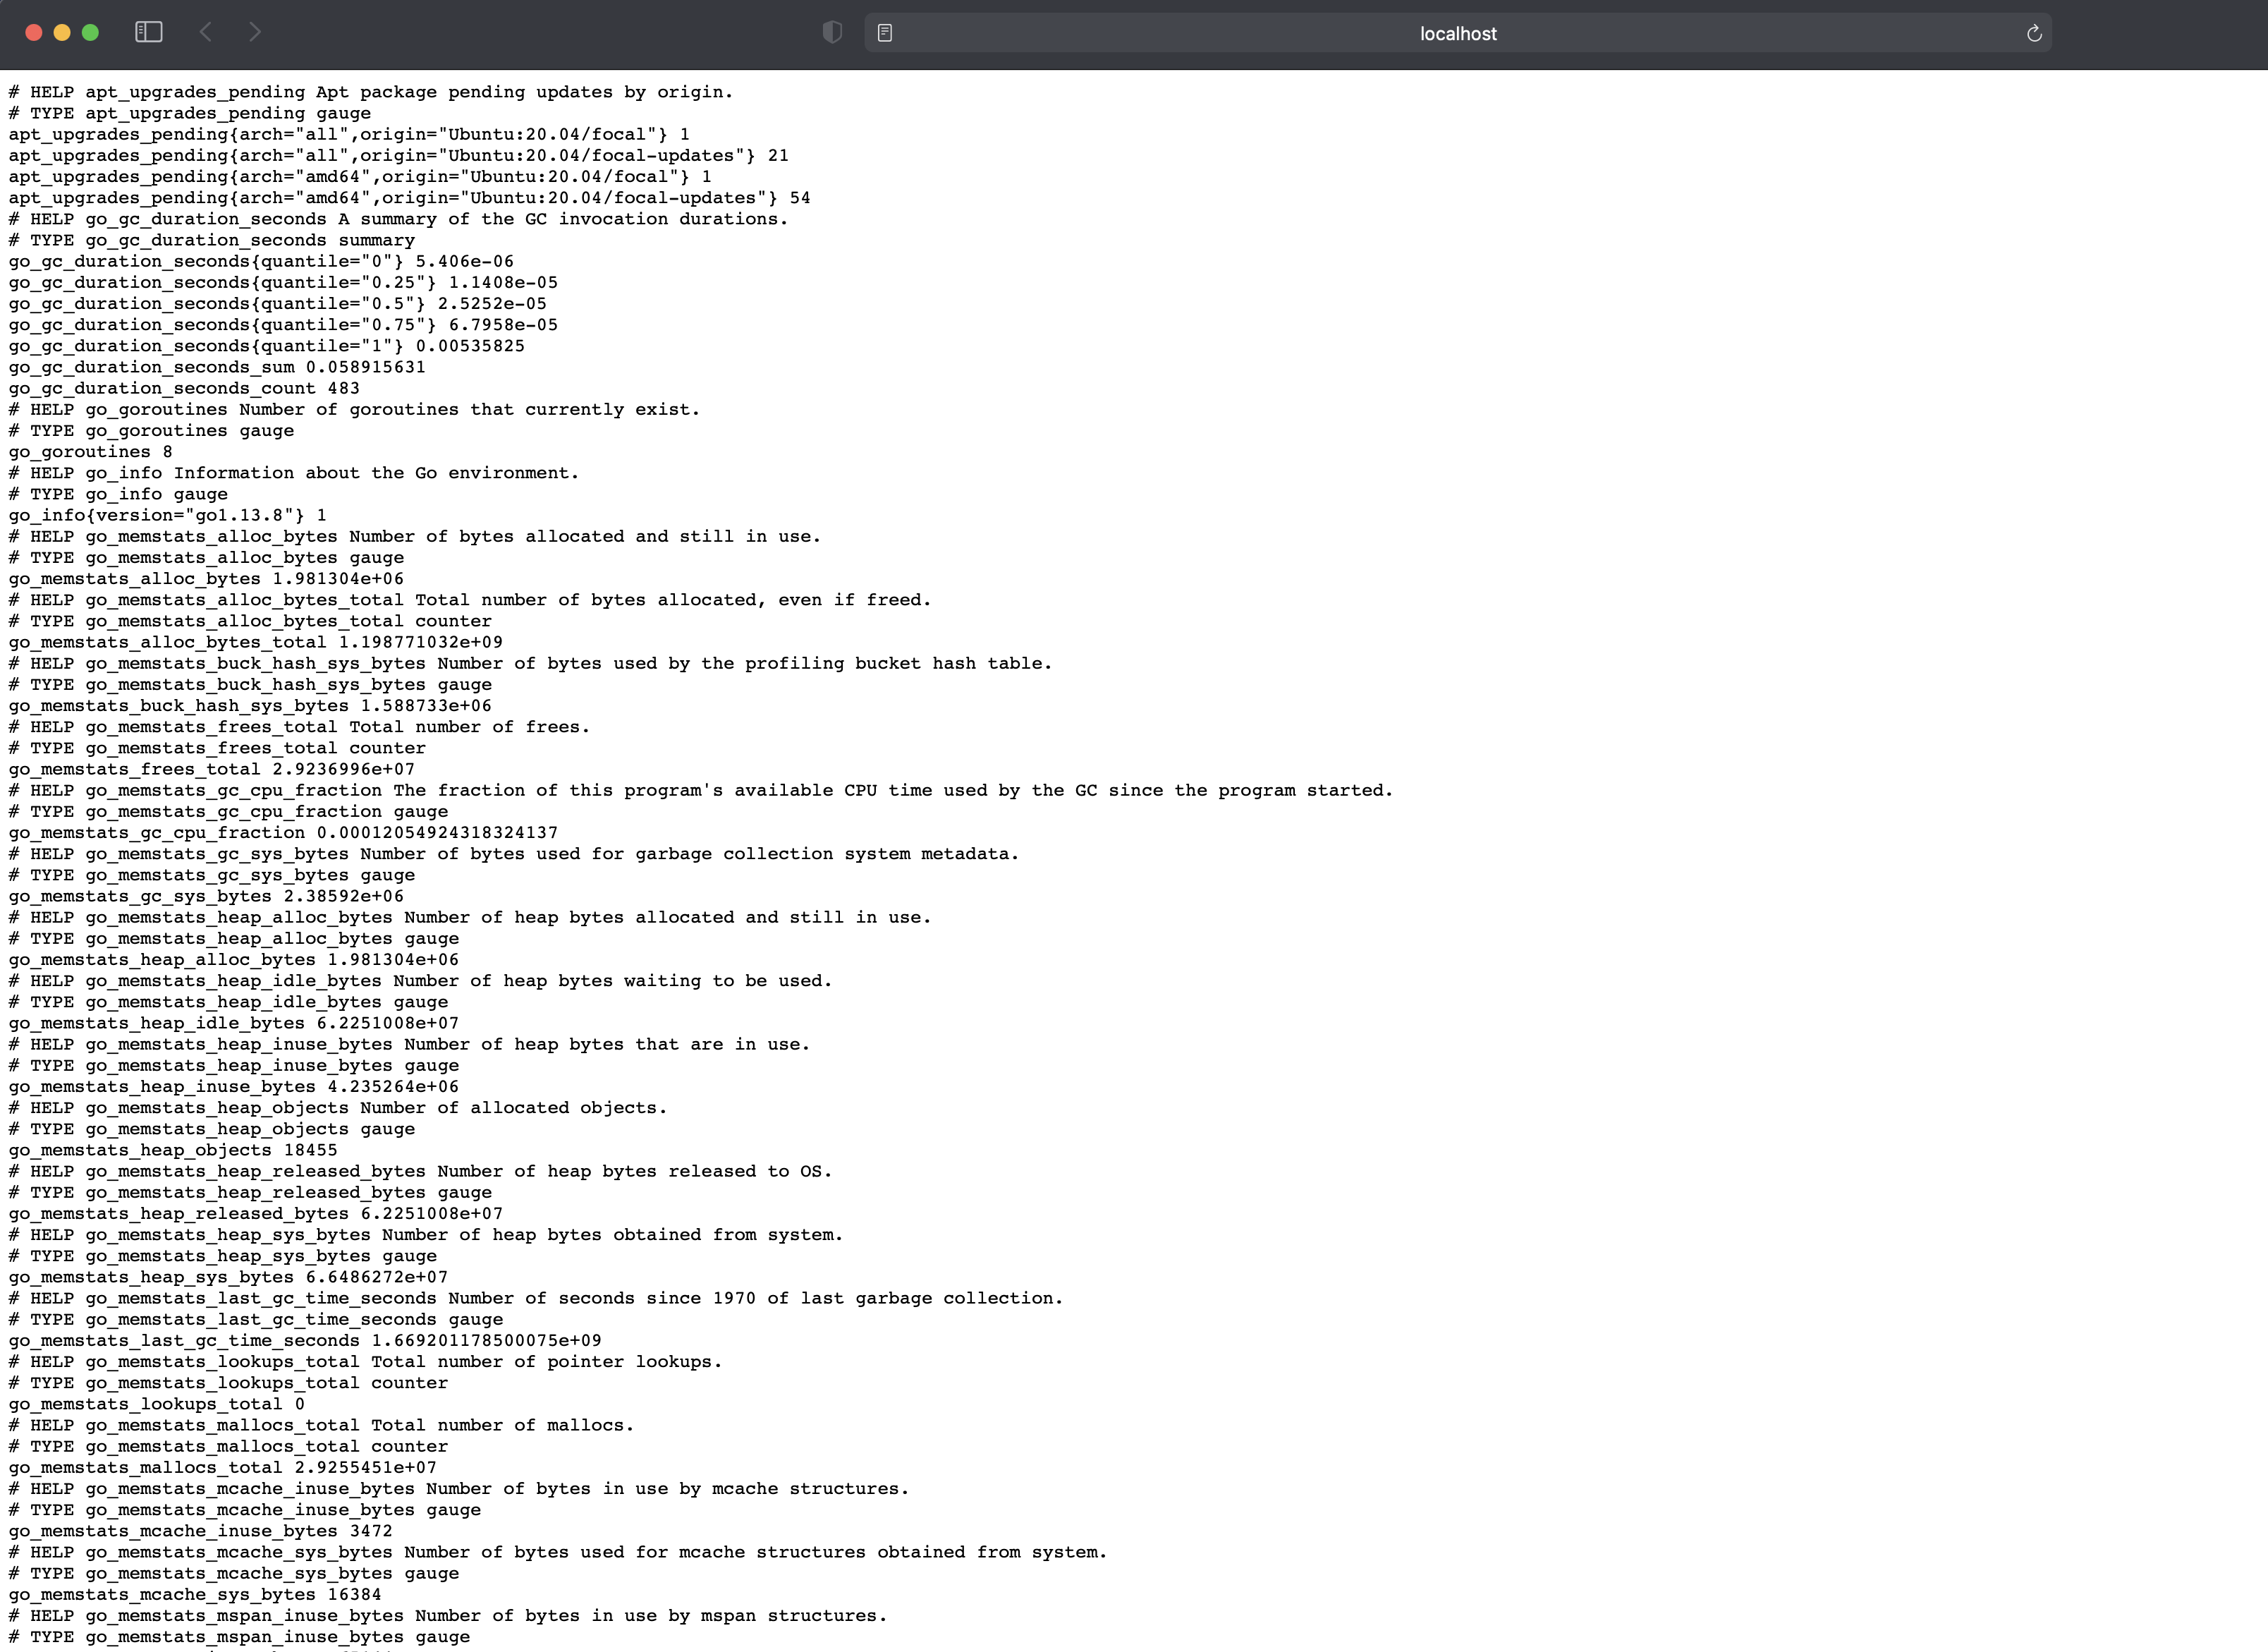 localhost
# HELP apt_upgrades_pending Apt package pending updates by origin.
# TYPE apt_upgrades_pending gauge
apt_upgrades_pending{arch="all",origin="Ubuntu:20.04/focal"} 1
apt_upgrades_pending{arch="all",origin="Ubuntu:20.04/focal-updates"} 21
apt_upgrades_pending{arch="amd64",origin="Ubuntu:20.04/focal"} 1
apt_upgrades_pending{arch="amd64",origin="Ubuntu:20.04/focal-updates"} 54
# HELP go_gc_duration_seconds A summary of the GC invocation durations.
# TYPE go_gc_duration_seconds summary
go_gc_duration_seconds{quantile="0"} 5.406e-06
go_gc_duration_seconds{quantile="0.25"} 1.1408e-05
go_gc_duration_seconds{quantile="0.5"} 2.5252e-05
go_gc_duration_seconds{quantile="0.75"} 6.7958e-05
go_gc_duration_seconds{quantile="1"} 0.00535825
go_gc_duration_seconds_sum 0.058915631
go_gc_duration_seconds_count 483
# HELP go_goroutines Number of goroutines that currently exist.
# TYPE go_goroutines gauge
go_goroutines 8
# HELP go_info Information about the Go environment.
# TYPE go_info gauge
go_info{version="go1.13.8"} 1
# HELP go_memstats_alloc_bytes Number of bytes allocated and still in use.
# TYPE go_memstats_alloc_bytes gauge
go_memstats_alloc_bytes 1.981304e+06
# HELP go_memstats_alloc_bytes_total Total number of bytes allocated, even if freed.
# TYPE go_memstats_alloc_bytes_total counter
go_memstats_alloc_bytes_total 1.198771032e+09
# HELP go_memstats_buck_hash_sys_bytes Number of bytes used by the profiling bucket hash table.
# TYPE go_memstats_buck_hash_sys_bytes gauge
go_memstats_buck_hash_sys_bytes 1.588733e+06
# HELP go_memstats_frees_total Total number of frees.
# TYPE go_memstats_frees_total counter
go_memstats_frees_total 2.9236996e+07
# HELP go_memstats_gc_cpu_fraction The fraction of this program's available CPU time used by the GC since the program started.
# TYPE go_memstats_gc_cpu_fraction gauge
go_memstats_gc_cpu_fraction 0.00012054924318324137
# HELP go_memstats_gc_sys_bytes Number of bytes used for garbage collection system metadata.
# TYPE go_memstats_gc_sys_bytes gauge
go_memstats_gc_sys_bytes 2.38592e+06
# HELP go_memstats_heap_alloc_bytes Number of heap bytes allocated and still in use.
# TYPE go_memstats_heap_alloc_bytes gauge
go_memstats_heap_alloc_bytes 1.981304e+06
# HELP go_memstats_heap_idle_bytes Number of heap bytes waiting to be used.
# TYPE go_memstats_heap_idle_bytes gauge
go_memstats_heap_idle_bytes 6.2251008e+07
# HELP go_memstats_heap_inuse_bytes Number of heap bytes that are in use.
# TYPE go_memstats_heap_inuse_bytes gauge
go_memstats_heap_inuse_bytes 4.235264e+06
# HELP go_memstats_heap_objects Number of allocated objects.
# TYPE go_memstats_heap_objects gauge
go_memstats_heap_objects 18455
# HELP go_memstats_heap_released_bytes Number of heap bytes released to OS.
# TYPE go_memstats_heap_released_bytes gauge
go_memstats_heap_released_bytes 6.2251008e+07
# HELP go_memstats_heap_sys_bytes Number of heap bytes obtained from system.
# TYPE go_memstats_heap_sys_bytes gauge
go_memstats_heap_sys_bytes 6.6486272e+07
# HELP go_memstats_last_gc_time_seconds Number of seconds since 1970 of last garbage collection.
# TYPE go_memstats_last_gc_time_seconds gauge
go_memstats_last_gc_time_seconds 1.669201178500075e+09
# HELP go_memstats_lookups_total Total number of pointer lookups.
# TYPE go_memstats_lookups_total counter
go_memstats_lookups_total 0
# HELP go_memstats_mallocs_total Total number of mallocs.
# TYPE go_memstats_mallocs_total counter
go_memstats_mallocs_total 2.9255451e+07
# HELP go_memstats_mcache_inuse_bytes Number of bytes in use by mcache structures.
# TYPE go_memstats_mcache_inuse_bytes gauge
go_memstats_mcache_inuse_bytes 3472
# HELP go_memstats_mcache_sys_bytes Number of bytes used for mcache structures obtained from system.
# TYPE go_memstats_mcache_sys_bytes gauge
go_memstats_mcache_sys_bytes 16384
# HELP go_memstats_mspan_inuse_bytes Number of bytes in use by mspan structures.
# TYPE go_memstats_mspan_inuse_bytes gauge